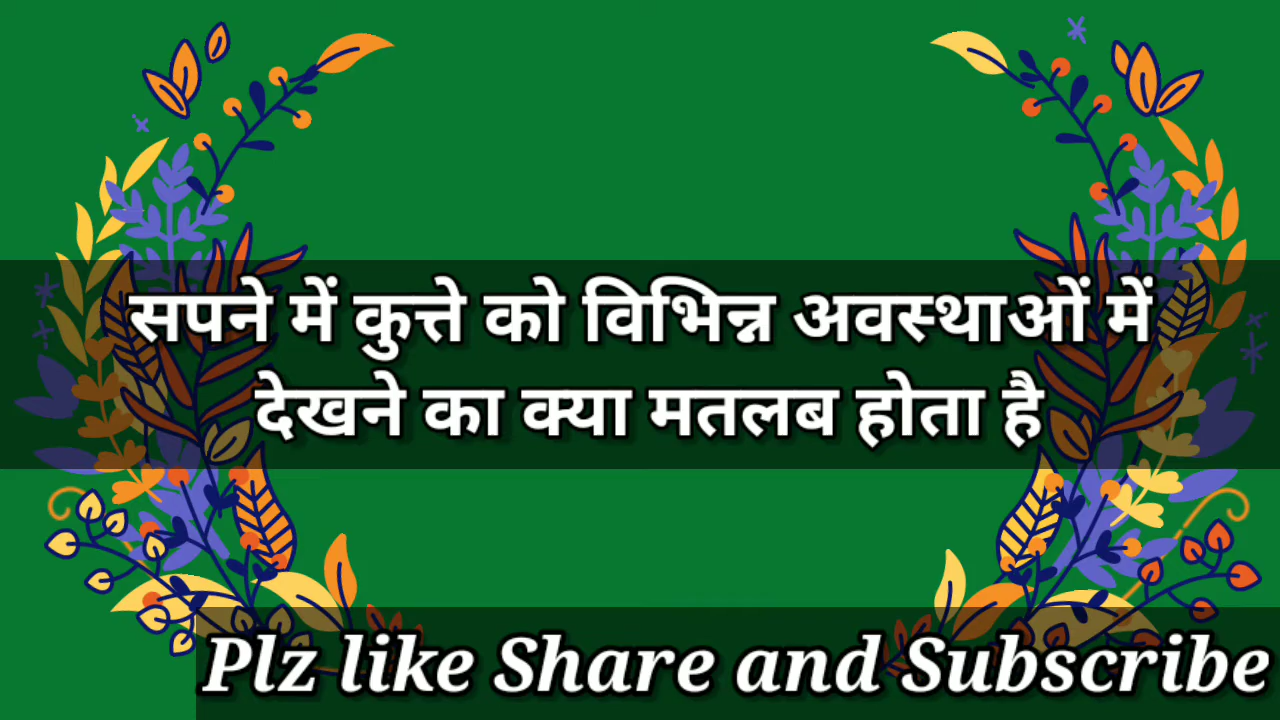 सपने में कुत्ते को विभिन्न अवस्थाओं में
देखने का क्या मतलब होता है
Plz like Share and Subscribe